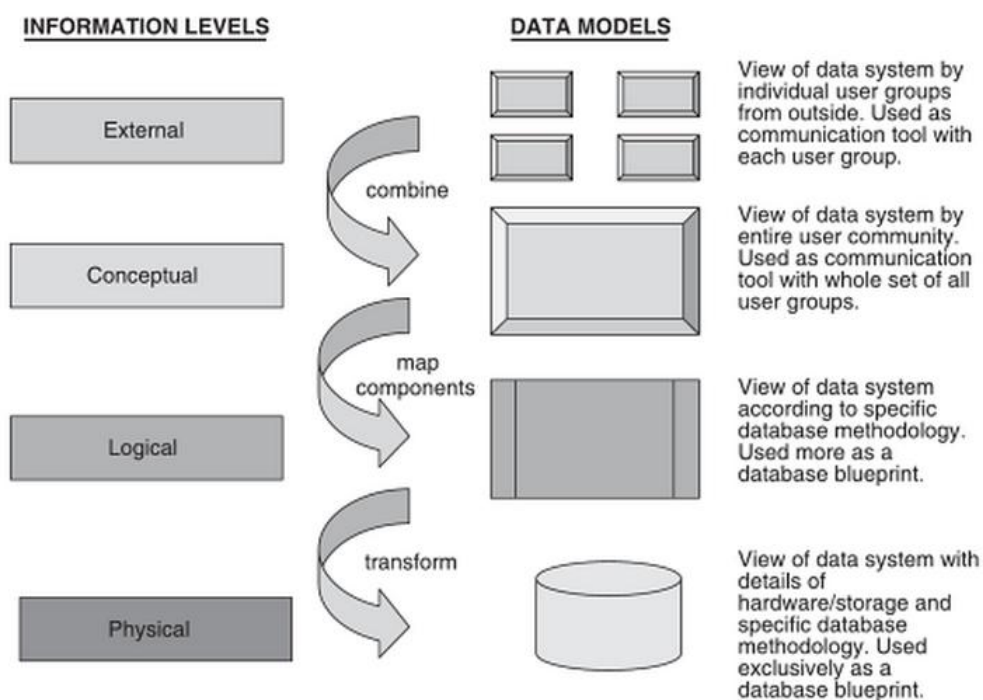 INFORMATION LEVELS
DATA MODELS
External
combine
View of data system by
individual user groups
from outside. Used as
communication tool with
each user group.
Conceptual
map
components
View of data system by
entire user community.
Used as communication
tool with whole set of all
user groups.
Logical
transform
View of data system
according to specific
database methodology.
Used more as a
database blueprint.
Physical
View of data system with
details of
hardware/storage and
specific database
methodology. Used
exclusively as a
database blueprint.